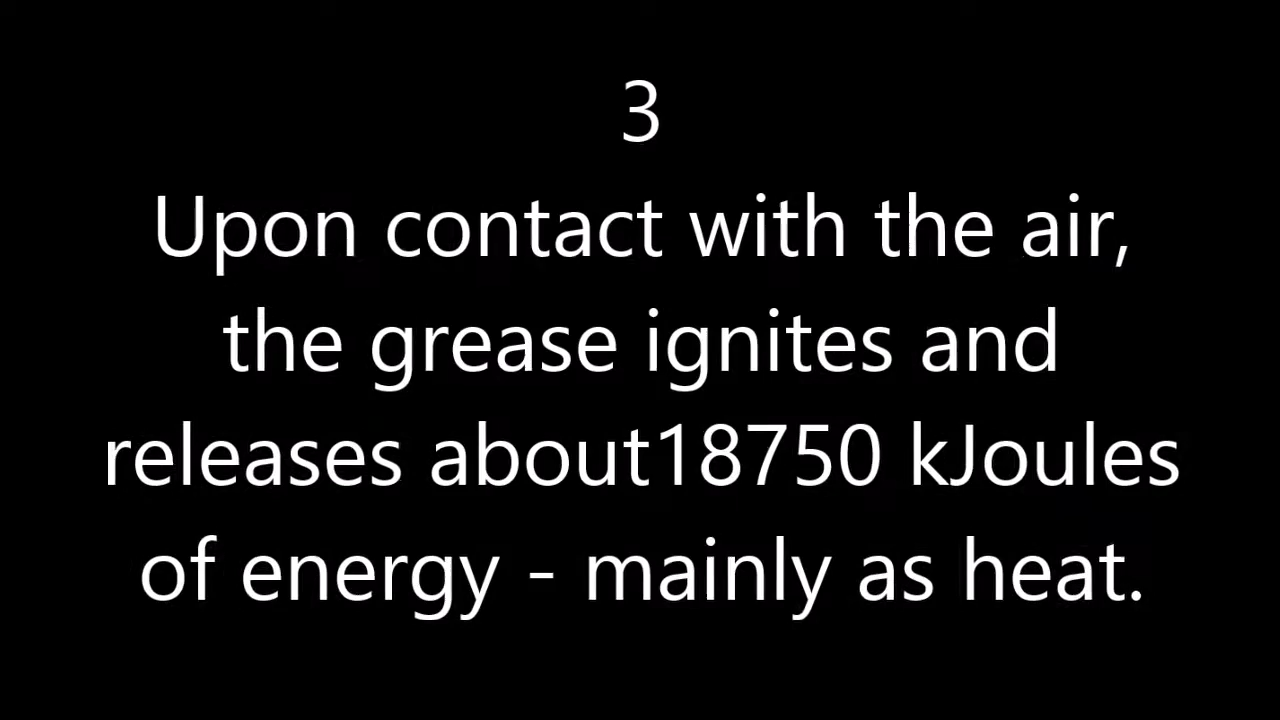 3
Upon contact with the air,
the grease ignites and
releases about18750 kJoules
of energy - mainly as heat.